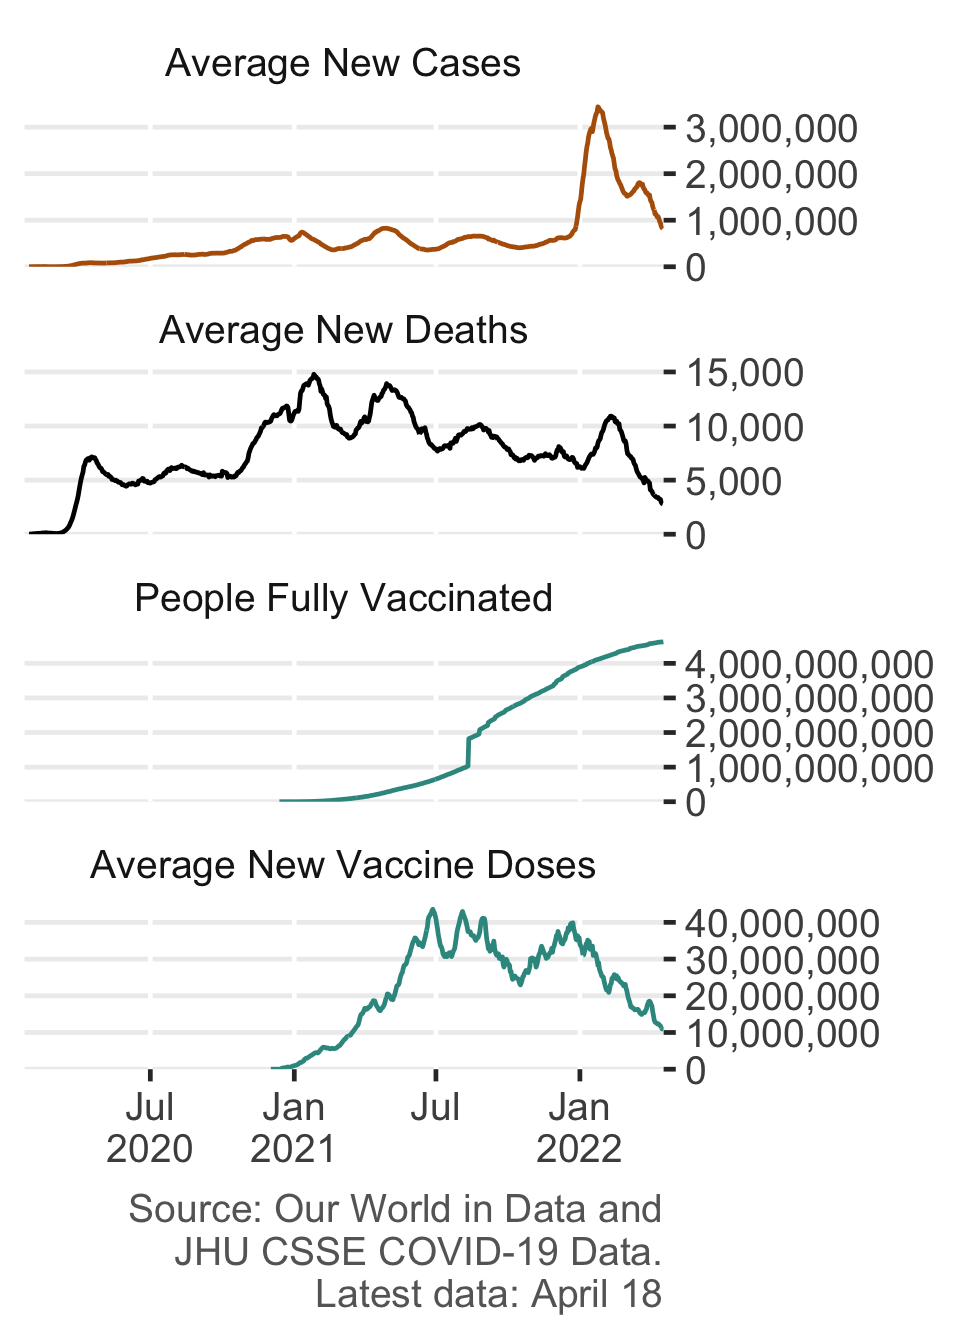 Average New Cases
3,000,000
2,000,000
1,000,000
0
Average New Deaths
15,000
10,000
5,000
0
People Fully Vaccinated
4,000,000,000
3,000,000,000
2,000,000,000
1,000,000,000
0
Average New Vaccine Doses
40,000,000
30,000,000
20,000,000
10,000,000
0
Jul Jan Jul Jan
2020 2021 2022
Source: Our World in Data and
JHU CSSE COVID-19 Data.
Latest data: April 18